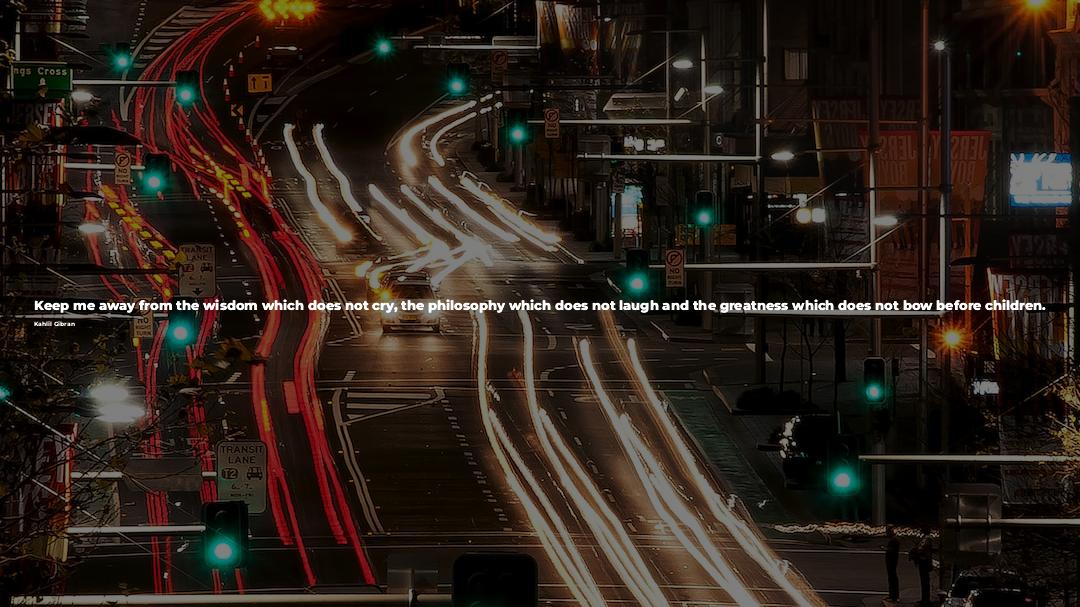 ngs Cross
TRANSIT
LANE
Keep me away from the wisdom which does not cry, the philosophy which does not laugh and the greatness which does not bow before children.
Kahlil Gibran
TRANSIT
LANE
T2